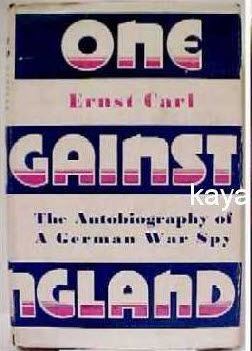 ONE
Ernst Carl
GAINST
kaya
The Autobiography of
A German War Spy
NGLAND